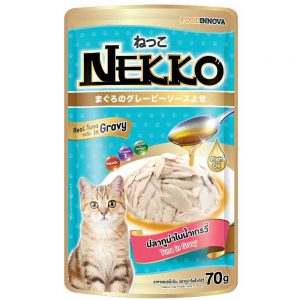 FOODINNOVA
ねっこ
NEKKO
まぐろのグレービーソースよせ
Real Tuna
in Gravy
Fish
Oil
ปลาทูน่าในน้ำเกรวี่
Tuna in Gravy
70g